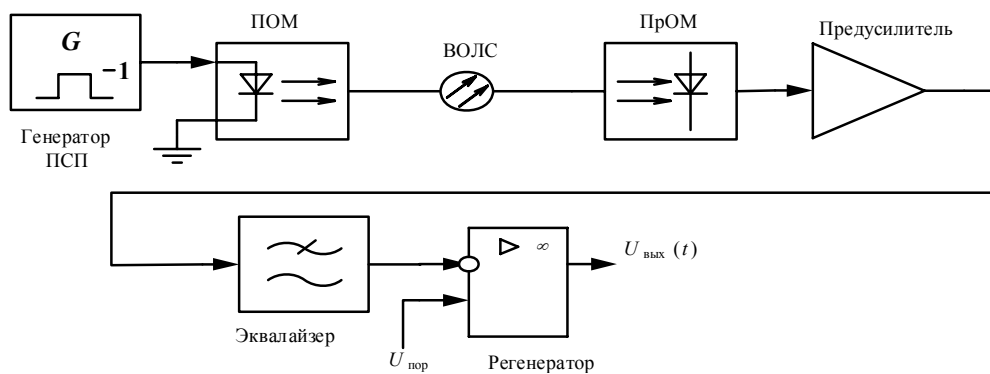 ПОМ
ВОЛС
ПрОМ
Предусилитель
G
−1
Генератор
ПСП
▷ ∞
U вых (t)
Эквалайзер
U пор
Регенератор